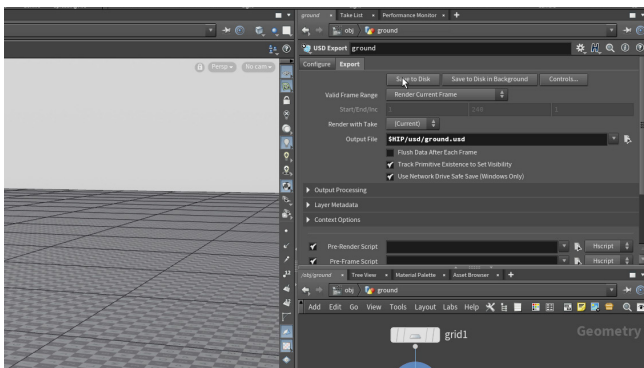 ground Take List Performance Monitor
obj ground
USD Export ground
Persp No cam
Configure Export
Save to Disk Save to Disk in Background Controls...
Valid Frame Range Render Current Frame
Start/End/Inc 1 240 1
Render with Take (Current)
Output File $HIP/usd/ground.usd
Flush Data After Each Frame
Track Primitive Existence to Set Visibility
Use Network Drive Safe Save (Windows Only)
Output Processing
Layer Metadata
Context Options
Pre-Render Script Hscript
Pre-Frame Script Hscript
/obj/ground Tree View Material Palette Asset Browser
obj ground
Add Edit Go View Tools Layout Labs Help
grid1 Geometry